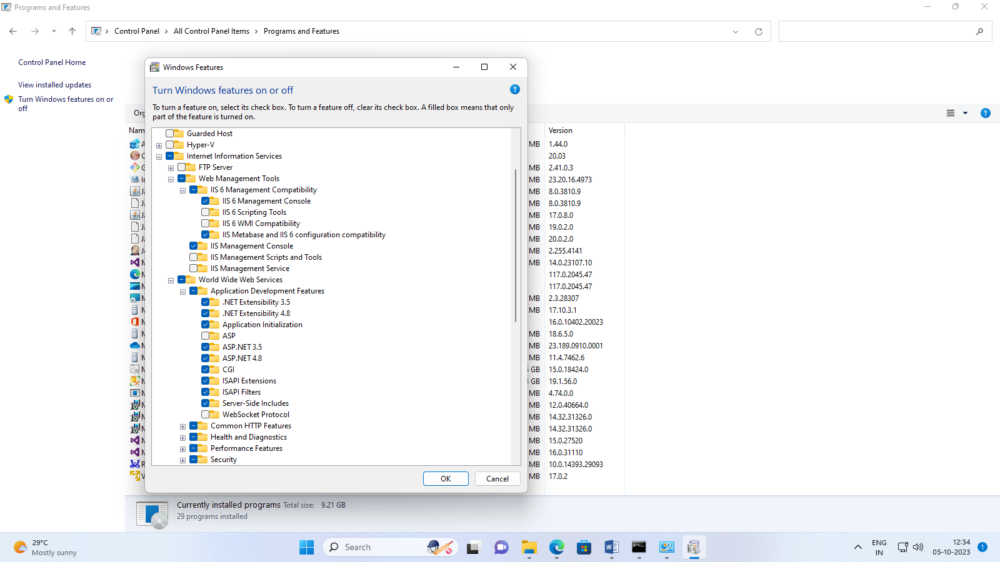 Programs and Features
Control Panel
All Control Panel Items
Programs and Features
Control Panel Home
View installed updates
Turn Windows features on or
off
Windows Features
Turn Windows features on or off
To turn a feature on, select its check box. To turn a feature off, clear its check box. A filled box means that only
part of the feature is turned on.
Guarded Host
Hyper-V
Internet Information Services
FTP Server
Web Management Tools
IIS 6 Management Compatibility
IIS 6 Management Console
IIS 6 Scripting Tools
IIS 6 WMI Compatibility
IIS Metabase and IIS 6 configuration compatibility
IIS Management Console
IIS Management Scripts and Tools
IIS Management Service
World Wide Web Services
Application Development Features
.NET Extensibility 3.5
.NET Extensibility 4.8
Application Initialization
ASP
ASP.NET 3.5
ASP.NET 4.8
CGI
ISAPI Extensions
ISAPI Filters
Server-Side Includes
WebSocket Protocol
Common HTTP Features
Health and Diagnostics
Performance Features
Security
OK
Cancel
Version
MB 1.44.0
20.03
MB 2.41.0.3
MB 23.20.16.4973
MB 8.0.3810.9
MB 8.0.3810.9
MB 17.0.8.0
MB 19.0.2.0
MB 20.0.2.0
MB 2.255.4141
MB 14.0.23107.10
117.0.2045.47
117.0.2045.47
MB 2.3.28307
MB 17.10.3.1
16.0.10402.20023
MB 18.6.5.0
MB 23.189.0910.0001
MB 11.4.7462.6
GB 15.0.18424.0
GB 19.1.56.0
MB 4.74.0.0
MB 12.0.40664.0
MB 14.32.31326.0
MB 14.32.31326.0
MB 15.0.27520
MB 16.0.31110
MB 10.0.14393.29093
MB 17.0.2
Currently installed programs Total size: 9.21 GB
29 programs installed
29°C
Mostly sunny
Search
ENG
IN
12:34
05-10-2023
1